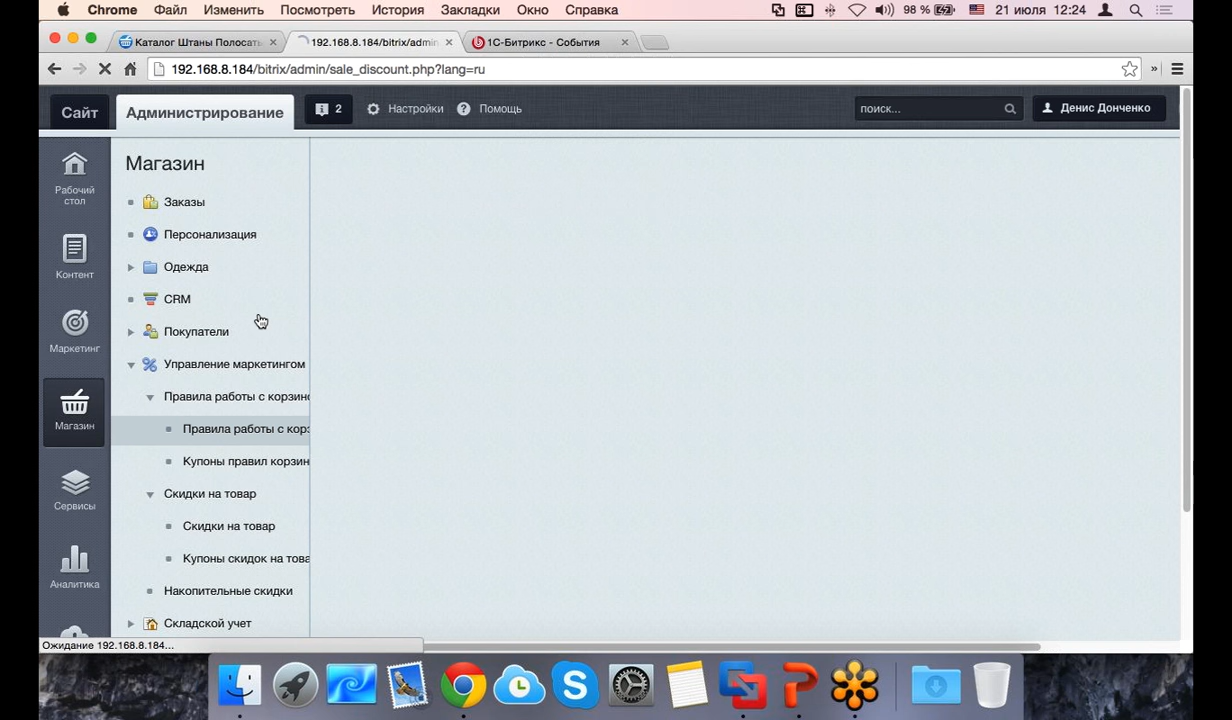 Chrome Файл Изменить Посмотреть История Закладки Окно Справка 98 % 21 июля 12:24
Каталог Штаны Полосать 192.168.8.184/bitrix/admin 1С-Битрикс - События
192.168.8.184/bitrix/admin/sale_discount.php?lang=ru »
Сайт Администрирование 2 Настройки Помощь поиск... Денис Донченко
Рабочий
стол
Контент
Маркетинг
Магазин
Сервисы
Аналитика
Магазин
Заказы
Персонализация
Одежда
CRM
Покупатели
Управление маркетингом
Правила работы с корзино
Правила работы с корз
Купоны правил корзин
Скидки на товар
Скидки на товар
Купоны скидок на това
Накопительные скидки
Складской учет
Ожидание 192.168.8.184...